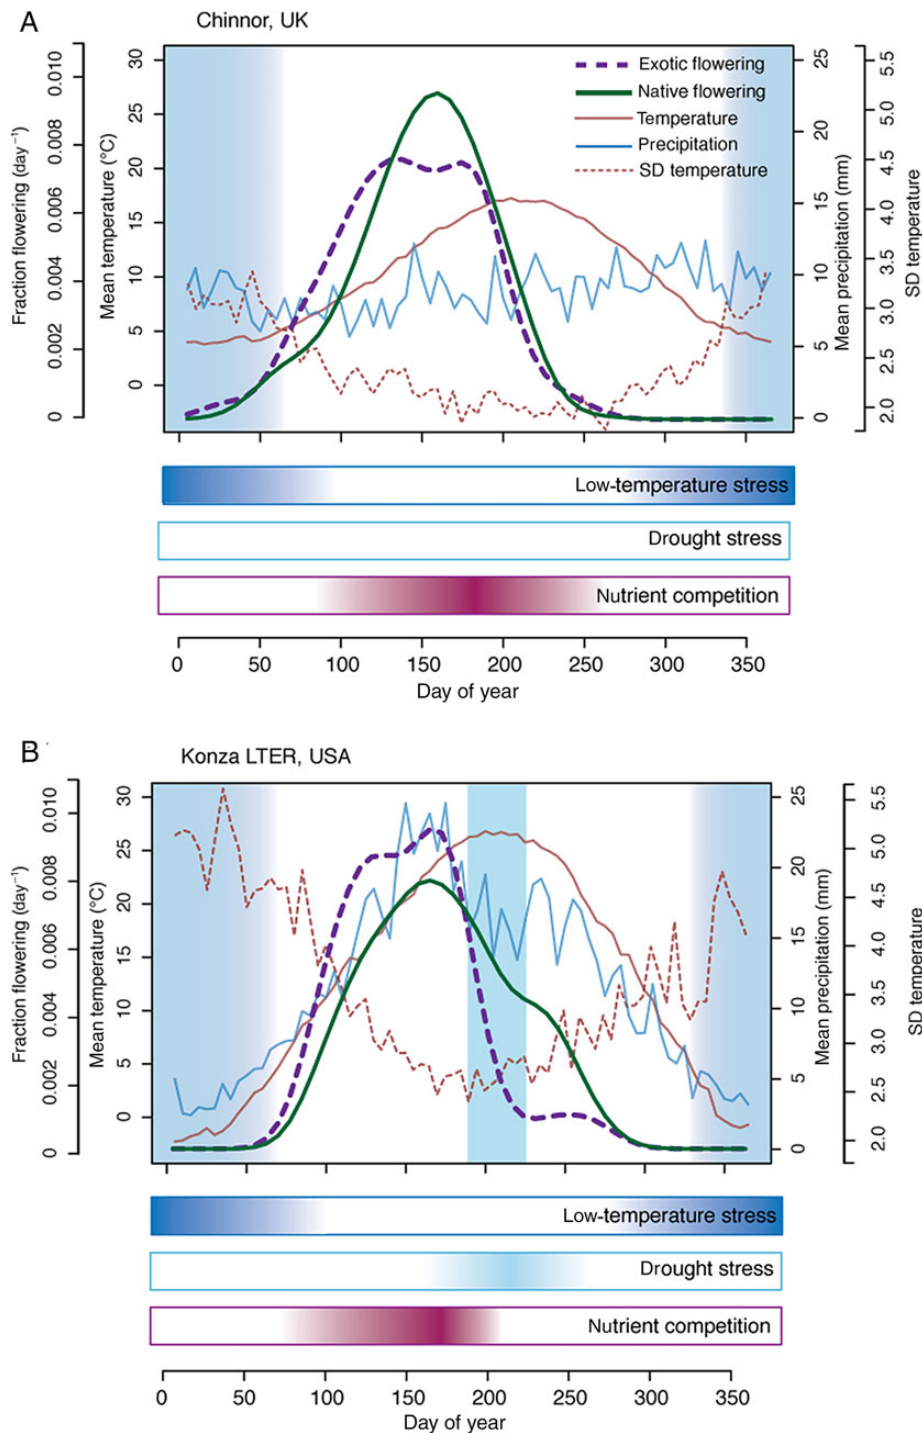 A
Chinnor, UK
Fraction flowering (day⁻¹)
0 0.002 0.004 0.006 0.008 0.010
Mean temperature (°C)
0 5 10 15 20 25 30
Exotic flowering
Native flowering
Temperature
Precipitation
SD temperature
Mean precipitation (mm)
0 5 10 15 20 25
SD temperature
2.0 2.5 3.0 3.5 4.0 4.5 5.0 5.5
Low-temperature stress
Drought stress
Nutrient competition
0 50 100 150 200 250 300 350
Day of year
B
Konza LTER, USA
Fraction flowering (day⁻¹)
0 0.002 0.004 0.006 0.008 0.010
Mean temperature (°C)
0 5 10 15 20 25 30
Mean precipitation (mm)
0 5 10 15 20 25
SD temperature
2.0 2.5 3.0 3.5 4.0 4.5 5.0 5.5
Low-temperature stress
Drought stress
Nutrient competition
0 50 100 150 200 250 300 350
Day of year